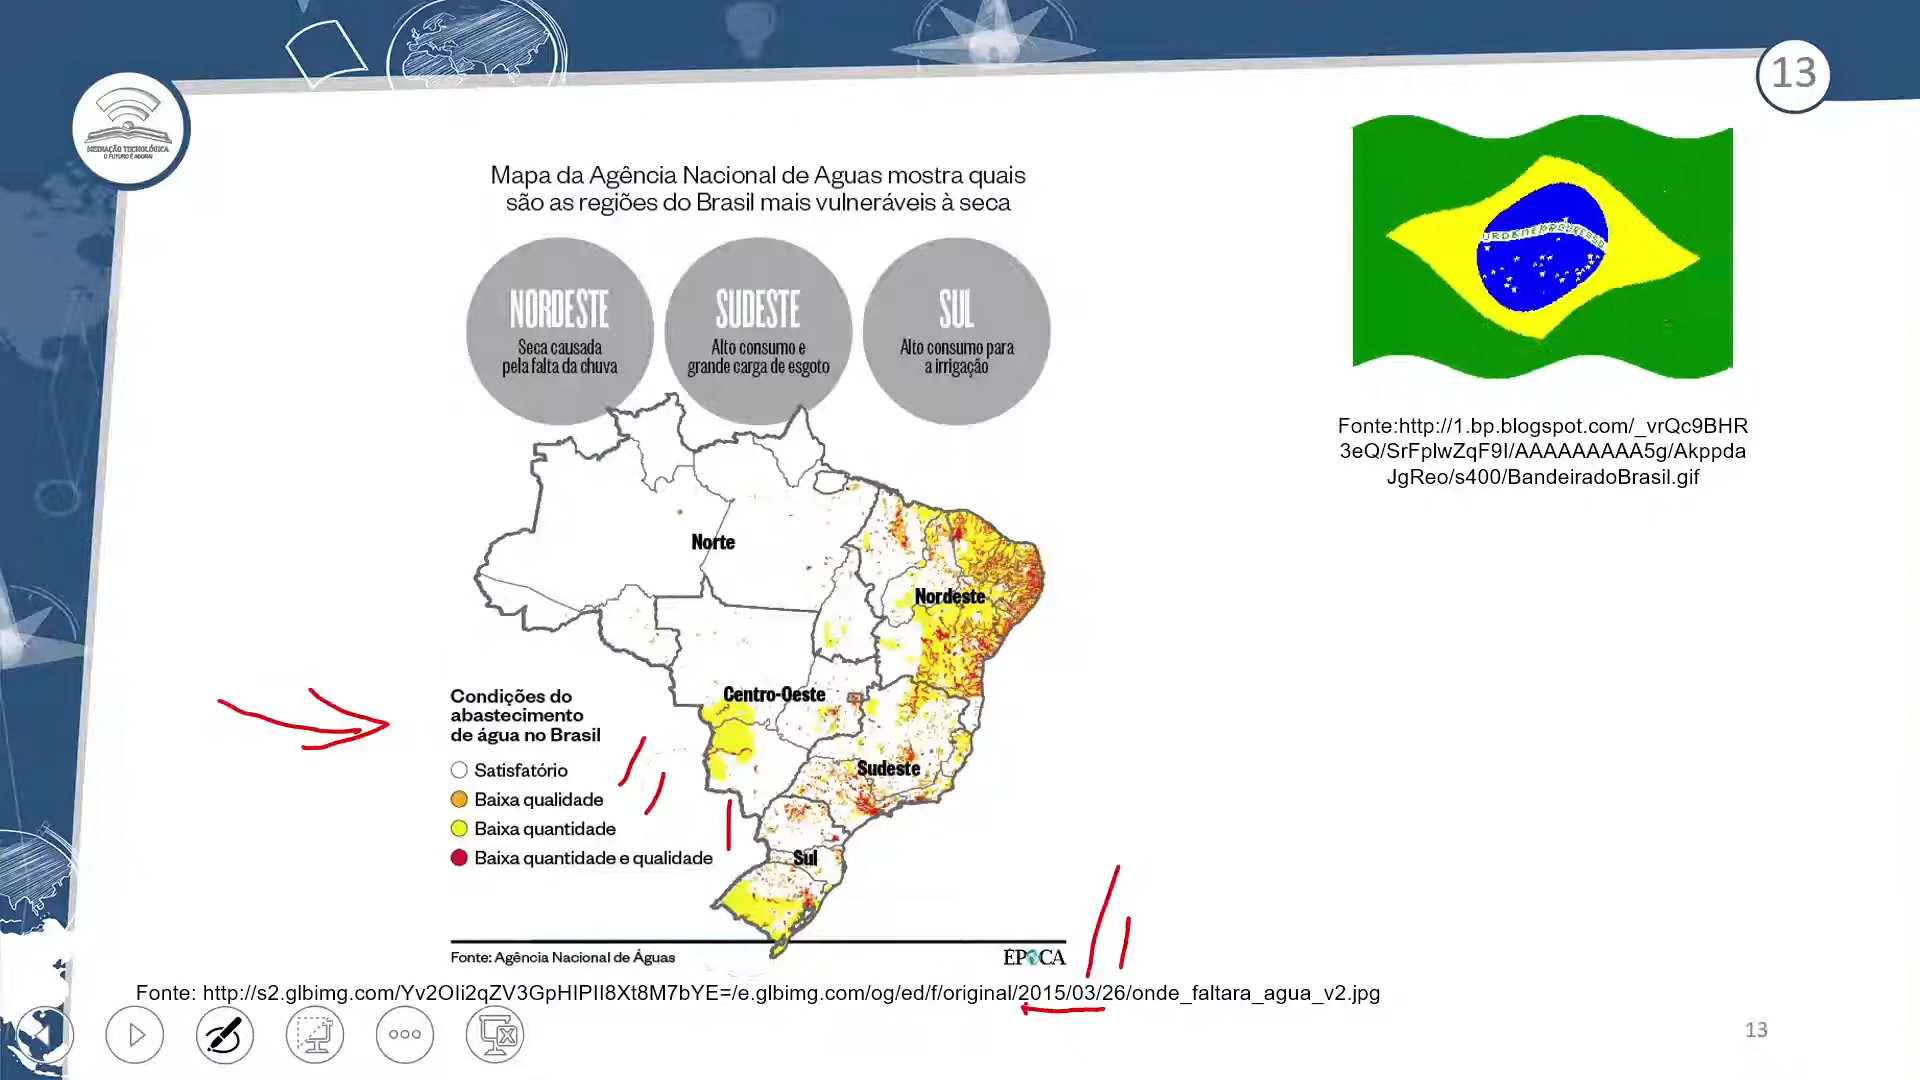 13
MEDIAÇÃO TECNOLÓGICA
O FUTURO É AGORA!
Mapa da Agência Nacional de Aguas mostra quais
são as regiões do Brasil mais vulneráveis à seca
NORDESTE
Seca causada
pela falta da chuva
SUDESTE
Alto consumo e
grande carga de esgoto
SUL
Alto consumo para
a irrigação
Fonte:http://1.bp.blogspot.com/_vrQc9BHR
3eQ/SrFplwZqF9I/AAAAAAAAA5g/Akppda
JgReo/s400/BandeiradoBrasil.gif
Norte
Nordeste
Centro-Oeste
Sudeste
Sul
Condições do
abastecimento
de água no Brasil
Satisfatório
Baixa qualidade
Baixa quantidade
Baixa quantidade e qualidade
Fonte: Agência Nacional de Águas
ÉPOCA
Fonte: http://s2.glbimg.com/Yv2OIi2qZV3GpHIPII8Xt8M7bYE=/e.glbimg.com/og/ed/f/original/2015/03/26/onde_faltara_agua_v2.jpg
13